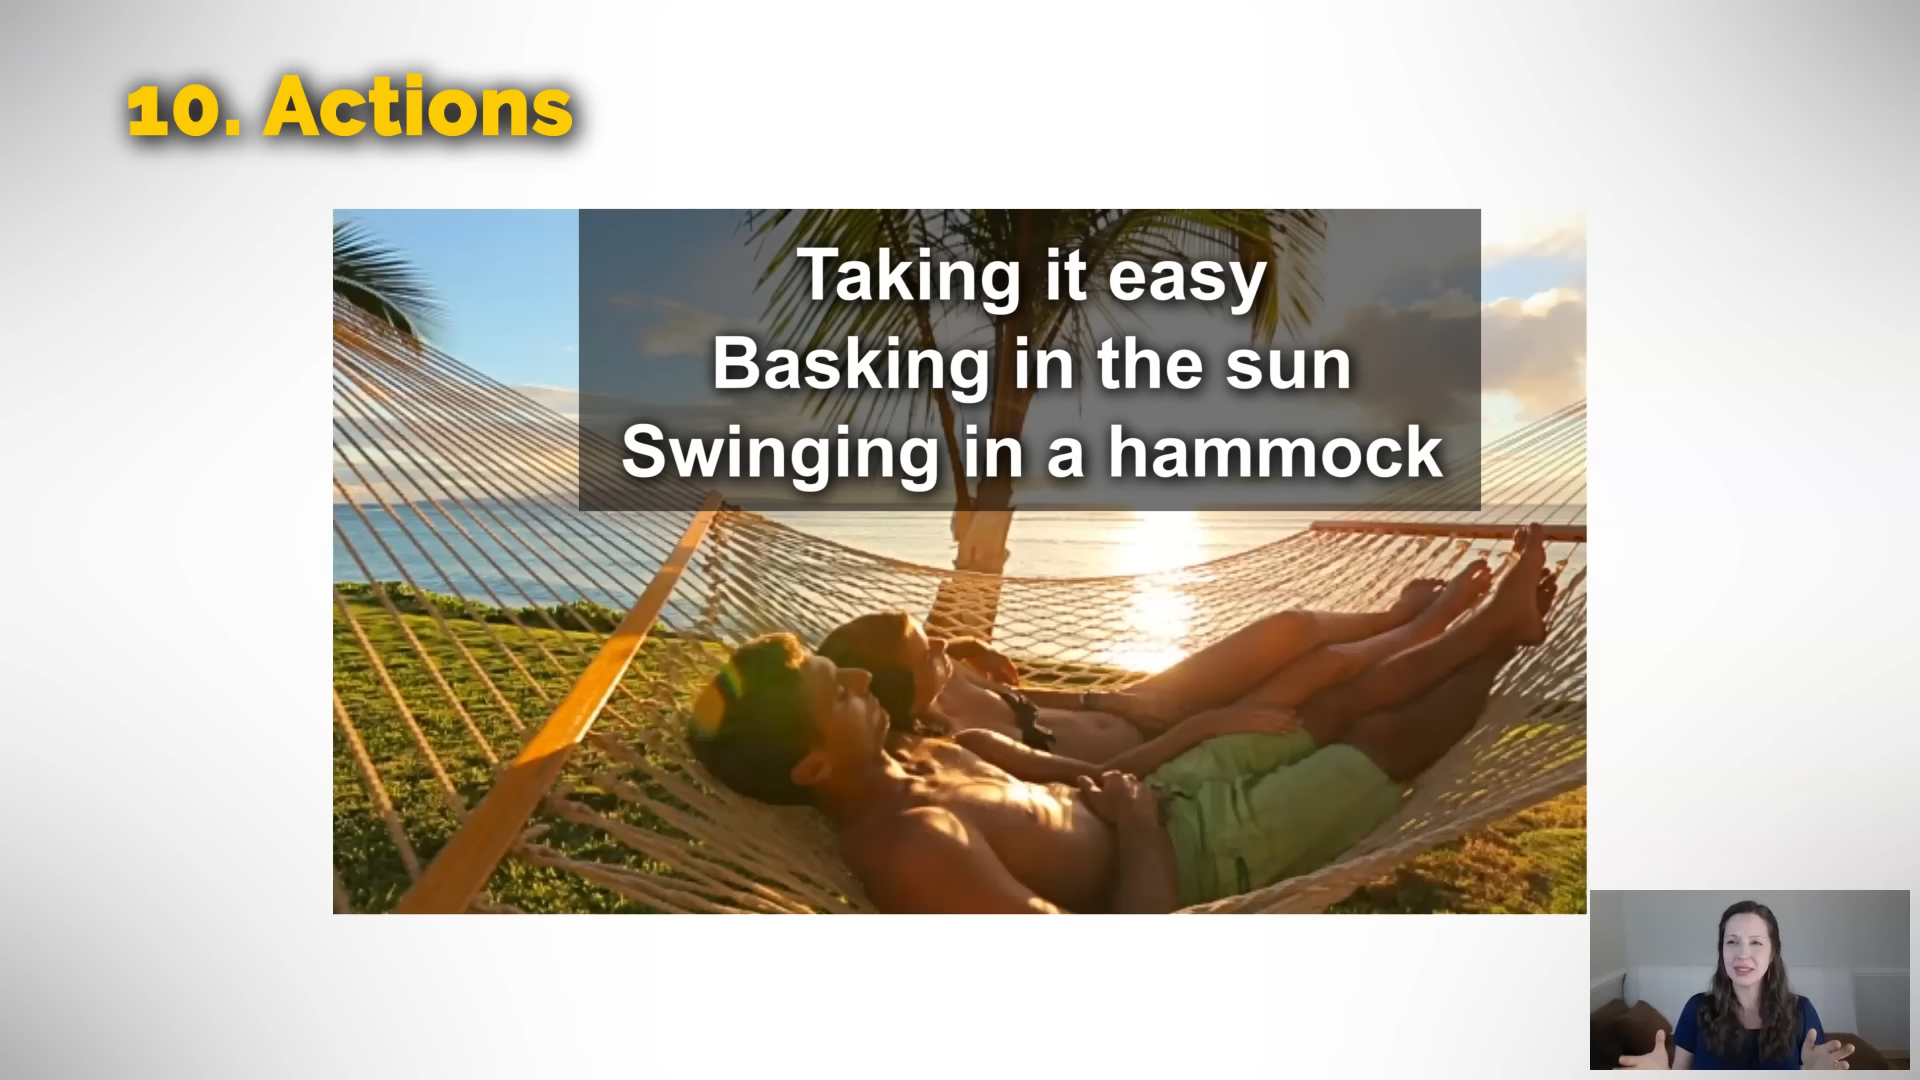 10. Actions
Taking it easy
Basking in the sun
Swinging in a hammock